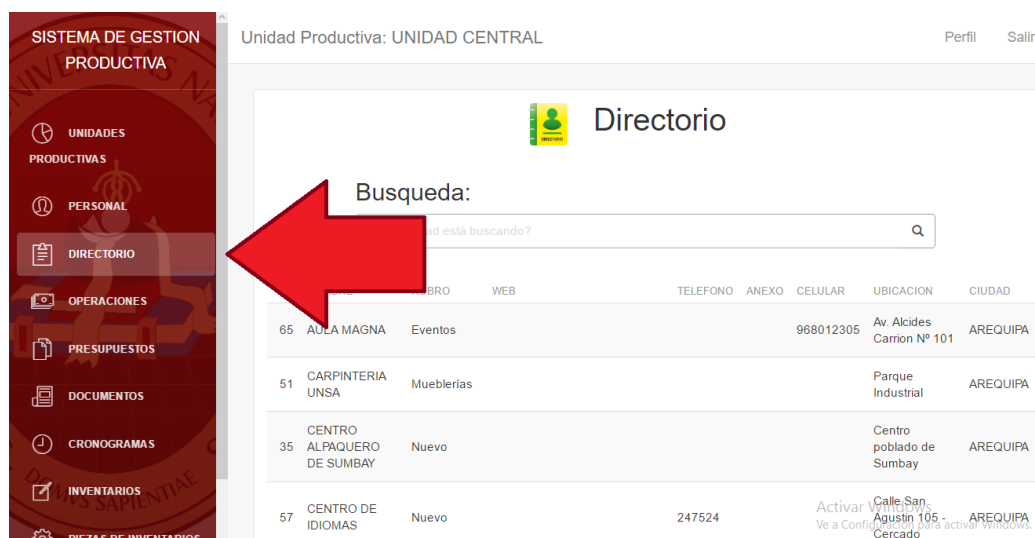 SISTEMA DE GESTION
PRODUCTIVA
UNIDADES
PRODUCTIVAS
PERSONAL
DIRECTORIO
OPERACIONES
PRESUPUESTOS
DOCUMENTOS
CRONOGRAMAS
INVENTARIOS
PIEZAS DE INVENTARIOS
Unidad Productiva: UNIDAD CENTRAL
Perfil Salir
Directorio
Busqueda:
está buscando?
WEB TELEFONO ANEXO CELULAR UBICACION CIUDAD
65 AULA MAGNA Eventos 968012305 Av. Alcides
Carrion Nº 101 AREQUIPA
51 CARPINTERIA
UNSA Mueblerias Parque
Industrial AREQUIPA
35 CENTRO
ALPAQUERO
DE SUMBAY Nuevo Centro
poblado de
Sumbay AREQUIPA
57 CENTRO DE
IDIOMAS Nuevo 247524 Calle San
Agustin 105 -
Cercado AREQUIPA
Activar Windows
Ve a Configuración para activar Windows.